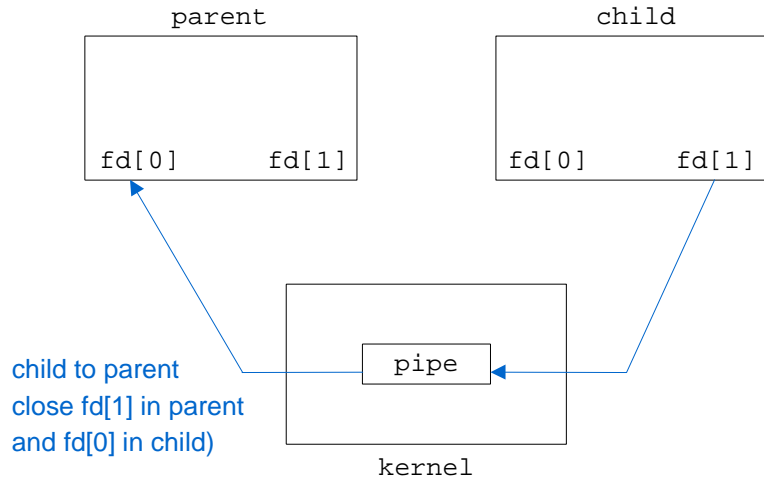 parent
child
fd[0]
fd[1]
fd[0]
fd[1]
pipe
child to parent
close fd[1] in parent
and fd[0] in child)
kernel